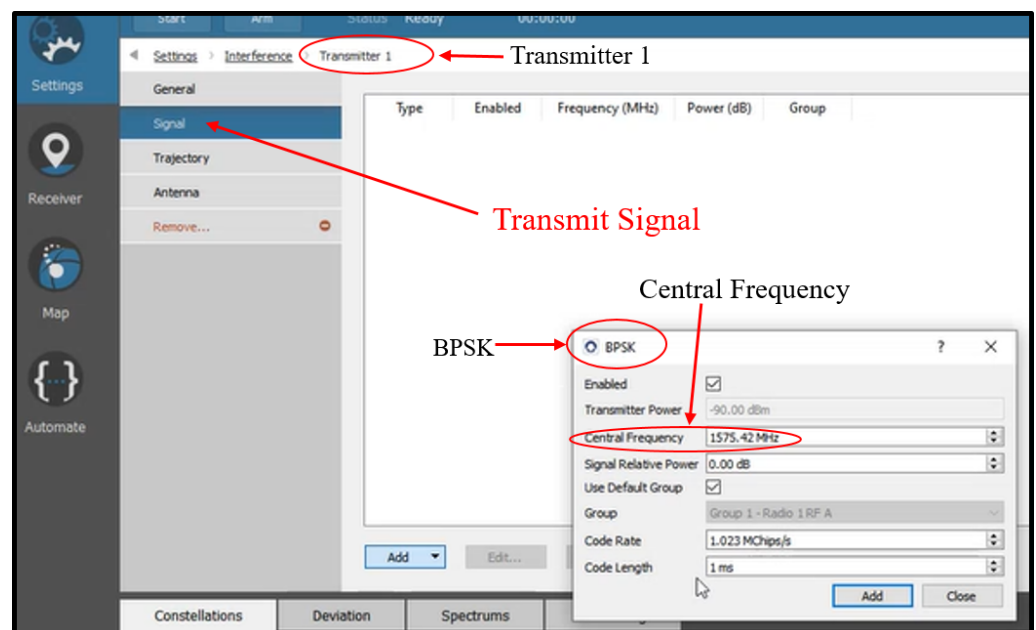 Start Arm Status Ready 00:00:00
Settings
Receiver
Map
{...}
Automate
Settings > Interference > Transmitter 1
Transmitter 1
General
Signal
Trajectory
Antenna
Remove...
Type Enabled Frequency (MHz) Power (dB) Group
Transmit Signal
Central Frequency
BPSK
BPSK ? X
Enabled
Transmitter Power -90.00 dBm
Central Frequency 1575.42 MHz
Signal Relative Power 0.00 dB
Use Default Group
Group Group 1 - Radio 1 RF A
Code Rate 1.023 MChips/s
Code Length 1 ms
Add Close
Add Edit...
Constellations Deviation Spectrums